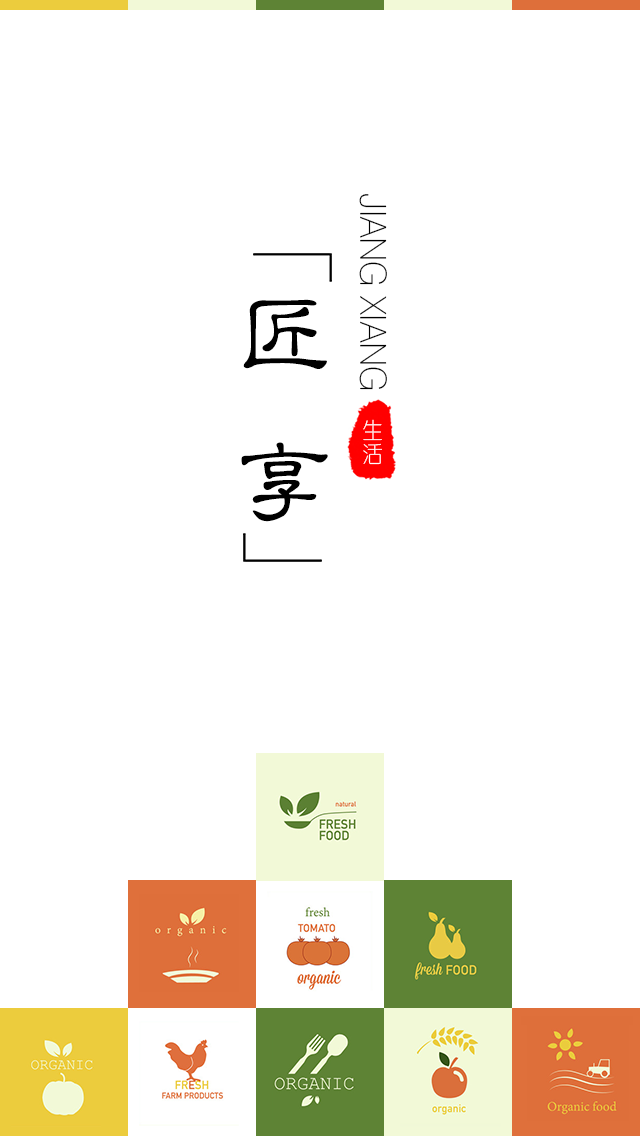 JIANG XIANG
生活
「匠享」
natural
FRESH
FOOD
organic
fresh
TOMATO
organic
fresh FOOD
ORGANIC
FRESH
FARM PRODUCTS
ORGANIC
organic
Organic food